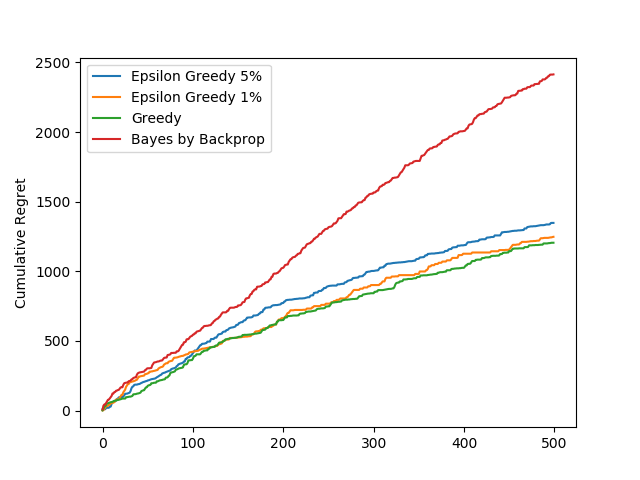 2500
2000
1500
1000
500
0
Cumulative Regret
Epsilon Greedy 5%
Epsilon Greedy 1%
Greedy
Bayes by Backprop
0 100 200 300 400 500